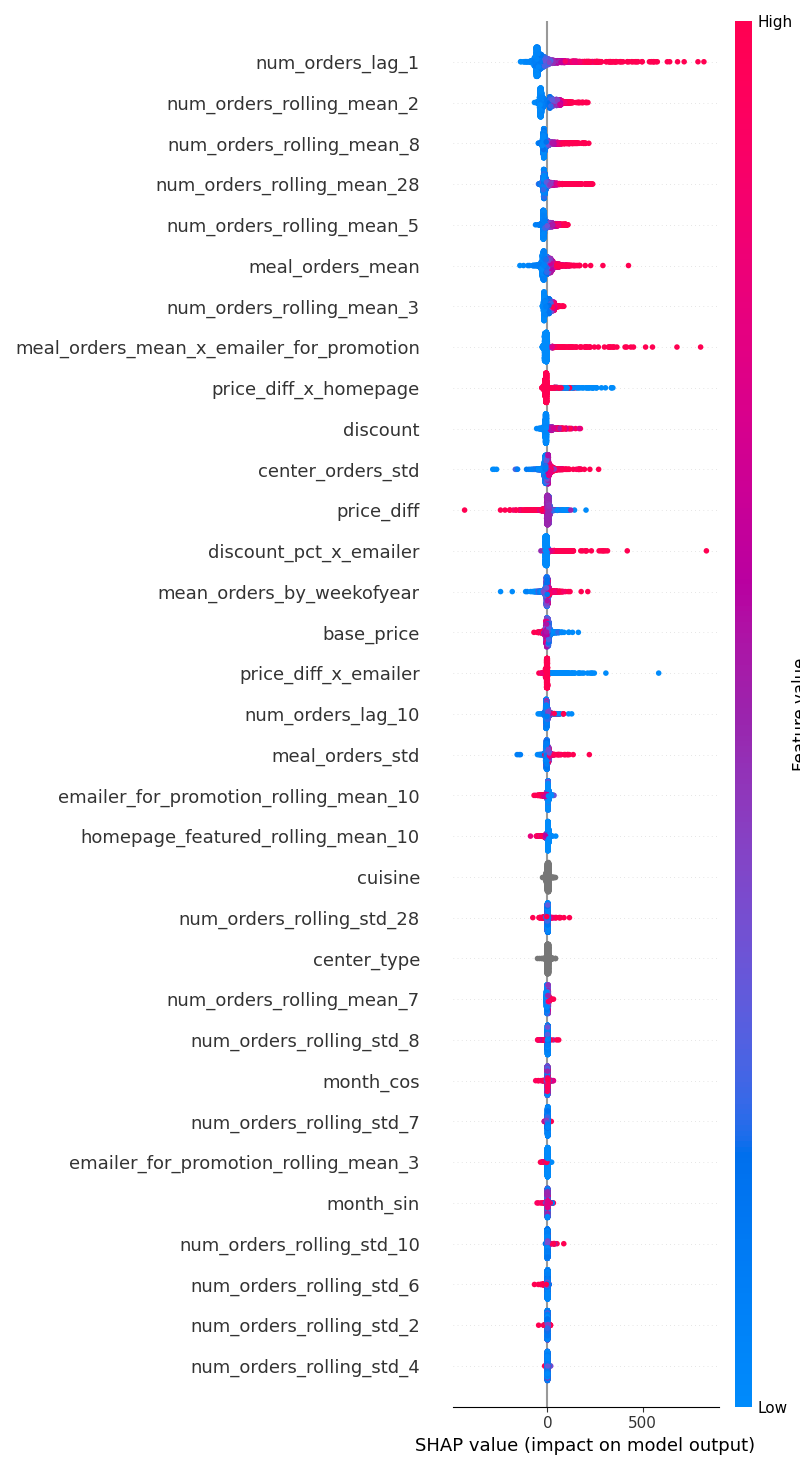 High
num_orders_lag_1
num_orders_rolling_mean_2
num_orders_rolling_mean_8
num_orders_rolling_mean_28
num_orders_rolling_mean_5
meal_orders_mean
num_orders_rolling_mean_3
meal_orders_mean_x_emailer_for_promotion
price_diff_x_homepage
discount
center_orders_std
price_diff
discount_pct_x_emailer
mean_orders_by_weekofyear
base_price
price_diff_x_emailer
num_orders_lag_10
meal_orders_std
emailer_for_promotion_rolling_mean_10
homepage_featured_rolling_mean_10
cuisine
num_orders_rolling_std_28
center_type
num_orders_rolling_mean_7
num_orders_rolling_std_8
month_cos
num_orders_rolling_std_7
emailer_for_promotion_rolling_mean_3
month_sin
num_orders_rolling_std_10
num_orders_rolling_std_6
num_orders_rolling_std_2
num_orders_rolling_std_4
Feature value
Low
0 500
SHAP value (impact on model output)